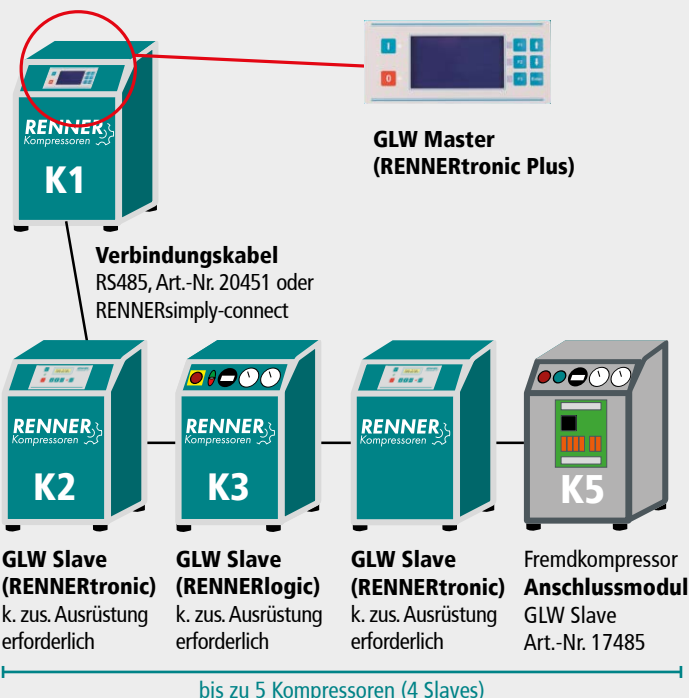 RENNER
Kompressoren
K1
GLW Master
(RENNERtronic Plus)
Verbindungskabel
RS485, Art.-Nr. 20451 oder
RENNERsimply-connect
RENNER
Kompressoren
K2
RENNER
Kompressoren
K3
RENNER
Kompressoren
K5
GLW Slave
(RENNERtronic)
k. zus. Ausrüstung
erforderlich
GLW Slave
(RENNERlogic)
k. zus. Ausrüstung
erforderlich
GLW Slave
(RENNERtronic)
k. zus. Ausrüstung
erforderlich
Fremdkompressor
Anschlussmodul
GLW Slave
Art.-Nr. 17485
bis zu 5 Kompressoren (4 Slaves)